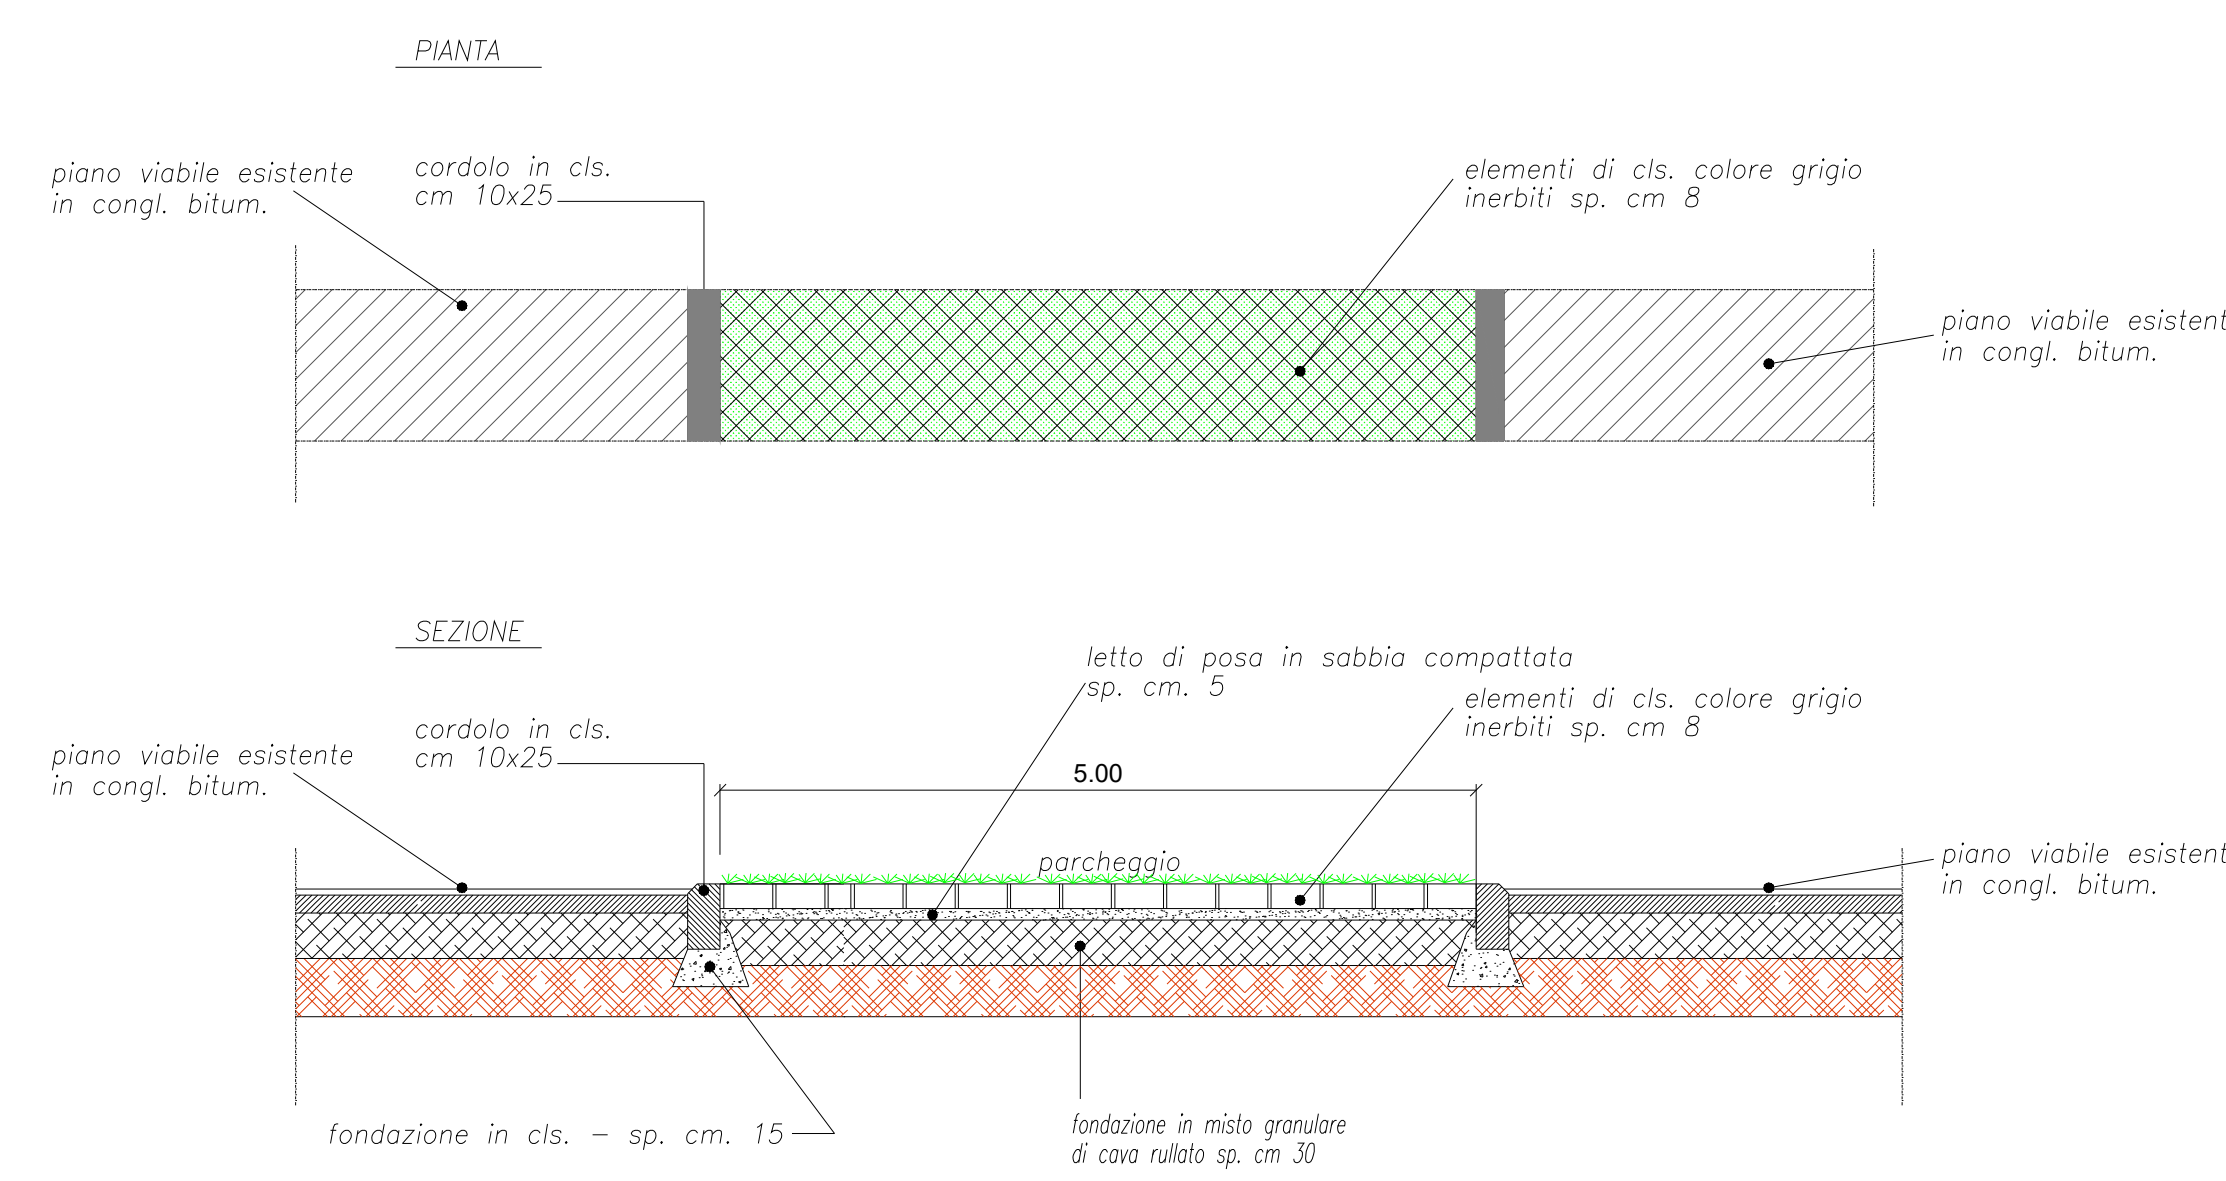 PIANTA
piano viabile esistente
in congl. bitum.
cordolo in cls.
cm 10x25
elementi di cls. colore grigio
inerbiti sp. cm 8
piano viabile esistent
in congl. bitum.
SEZIONE
letto di posa in sabbia compattata
sp. cm. 5
elementi di cls. colore grigio
inerbiti sp. cm 8
cordolo in cls.
cm 10x25
piano viabile esistente
in congl. bitum.
5.00
parcheggio
piano viabile esistent
in congl. bitum.
fondazione in cls. – sp. cm. 15
fondazione in misto granulare
di cava rullato sp. cm 30